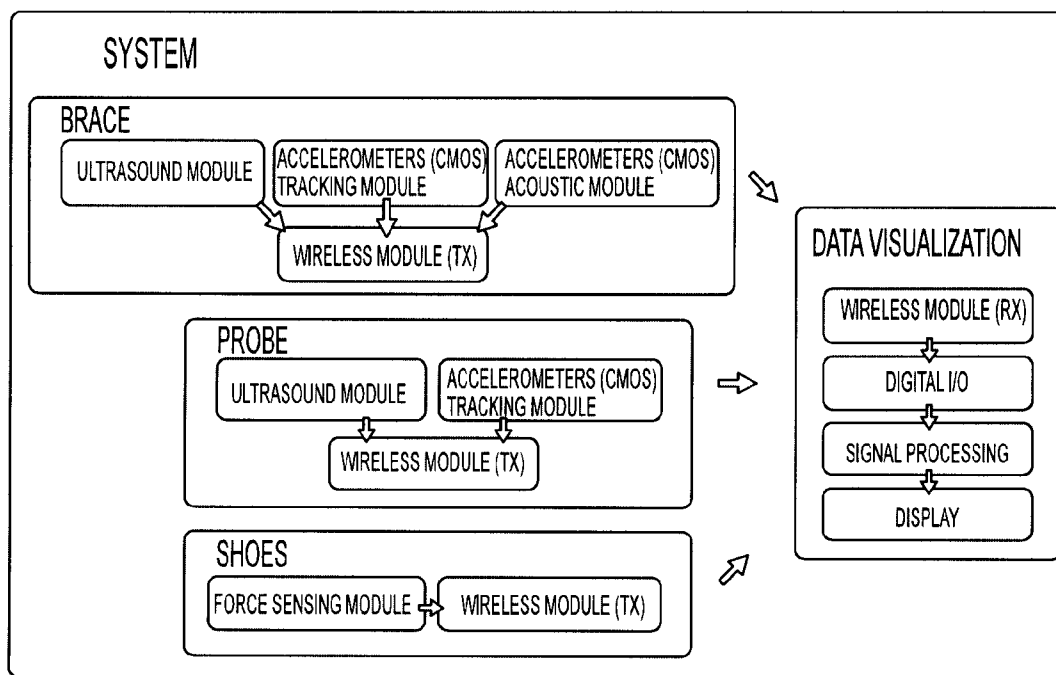 SYSTEM
BRACE
ULTRASOUND MODULE
ACCELEROMETERS (CMOS)
TRACKING MODULE
ACCELEROMETERS (CMOS)
ACOUSTIC MODULE
WIRELESS MODULE (TX)
PROBE
ULTRASOUND MODULE
ACCELEROMETERS (CMOS)
TRACKING MODULE
WIRELESS MODULE (TX)
SHOES
FORCE SENSING MODULE
WIRELESS MODULE (TX)
DATA VISUALIZATION
WIRELESS MODULE (RX)
DIGITAL I/O
SIGNAL PROCESSING
DISPLAY